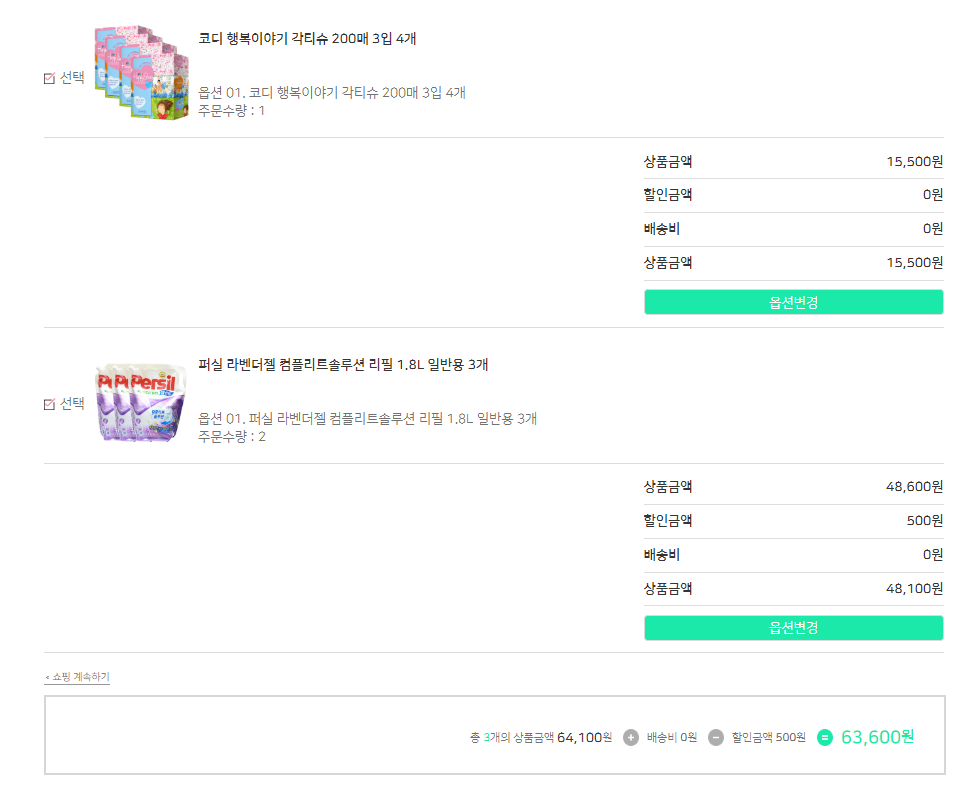 코디 행복이야기 각티슈 200매 3입 4개
선택
옵션 01. 코디 행복이야기 각티슈 200매 3입 4개
주문수량 : 1
상품금액 15,500원
할인금액 0원
배송비 0원
상품금액 15,500원
옵션변경
퍼실 라벤더젤 컴플리트솔루션 리필 1.8L 일반용 3개
Persil
선택
옵션 01. 퍼실 라벤더젤 컴플리트솔루션 리필 1.8L 일반용 3개
주문수량 : 2
상품금액 48,600원
할인금액 500원
배송비 0원
상품금액 48,100원
옵션변경
< 쇼핑 계속하기
총 3개의 상품금액 64,100원 + 배송비 0원 - 할인금액 500원 = 63,600원